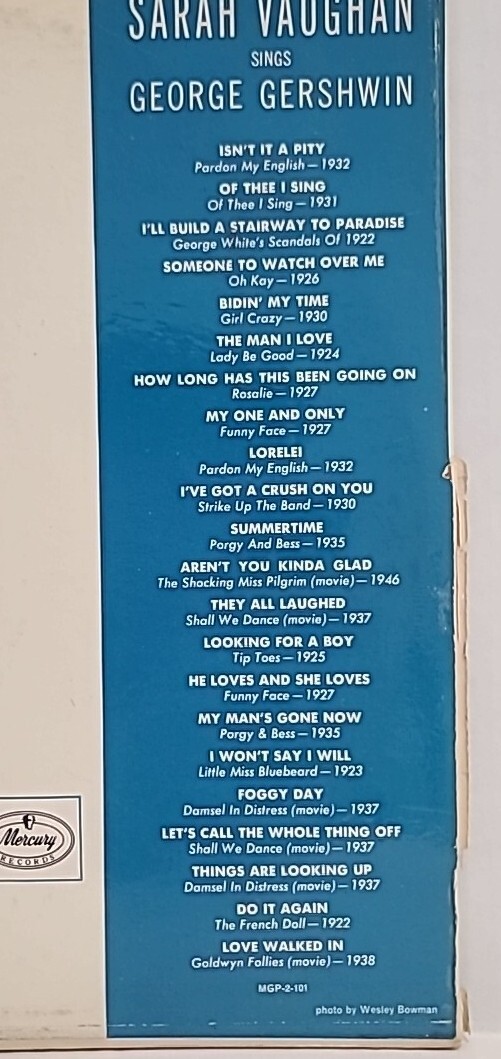 SARAH VAUGHAN
SINGS
GEORGE GERSHWIN
ISN'T IT A PITY
Pardon My English — 1932
OF THEE I SING
Of Thee I Sing — 1931
I'LL BUILD A STAIRWAY TO PARADISE
George White's Scandals Of 1922
SOMEONE TO WATCH OVER ME
Oh Kay — 1926
BIDIN' MY TIME
Girl Crazy — 1930
THE MAN I LOVE
Lady Be Good — 1924
HOW LONG HAS THIS BEEN GOING ON
Rosalie — 1927
MY ONE AND ONLY
Funny Face — 1927
LORELEI
Pardon My English — 1932
I'VE GOT A CRUSH ON YOU
Strike Up The Band — 1930
SUMMERTIME
Porgy And Bess — 1935
AREN'T YOU KINDA GLAD
The Shocking Miss Pilgrim (movie) — 1946
THEY ALL LAUGHED
Shall We Dance (movie) — 1937
LOOKING FOR A BOY
Tip Toes — 1925
HE LOVES AND SHE LOVES
Funny Face — 1927
MY MAN'S GONE NOW
Porgy & Bess — 1935
I WON'T SAY I WILL
Little Miss Bluebeard — 1923
FOGGY DAY
Damsel In Distress (movie) — 1937
LET'S CALL THE WHOLE THING OFF
Shall We Dance (movie) — 1937
THINGS ARE LOOKING UP
Damsel In Distress (movie) — 1937
DO IT AGAIN
The French Doll — 1922
LOVE WALKED IN
Goldwyn Follies (movie) — 1938
MGP-2-101
photo by Wesley Bowman
Mercury
RECORDS